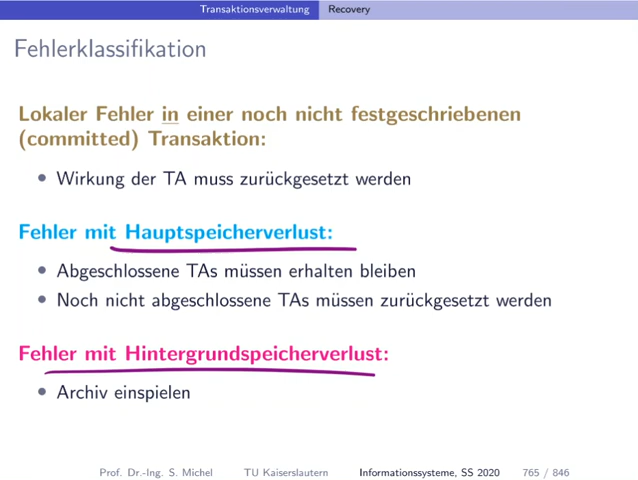 Transaktionsverwaltung Recovery
Fehlerklassifikation
Lokaler Fehler in einer noch nicht festgeschriebenen
(committed) Transaktion:
• Wirkung der TA muss zurückgesetzt werden
Fehler mit Hauptspeicherverlust:
• Abgeschlossene TAs müssen erhalten bleiben
• Noch nicht abgeschlossene TAs müssen zurückgesetzt werden
Fehler mit Hintergrundspeicherverlust:
• Archiv einspielen
Prof. Dr.-Ing. S. Michel TU Kaiserslautern Informationssysteme, SS 2020 765 / 846